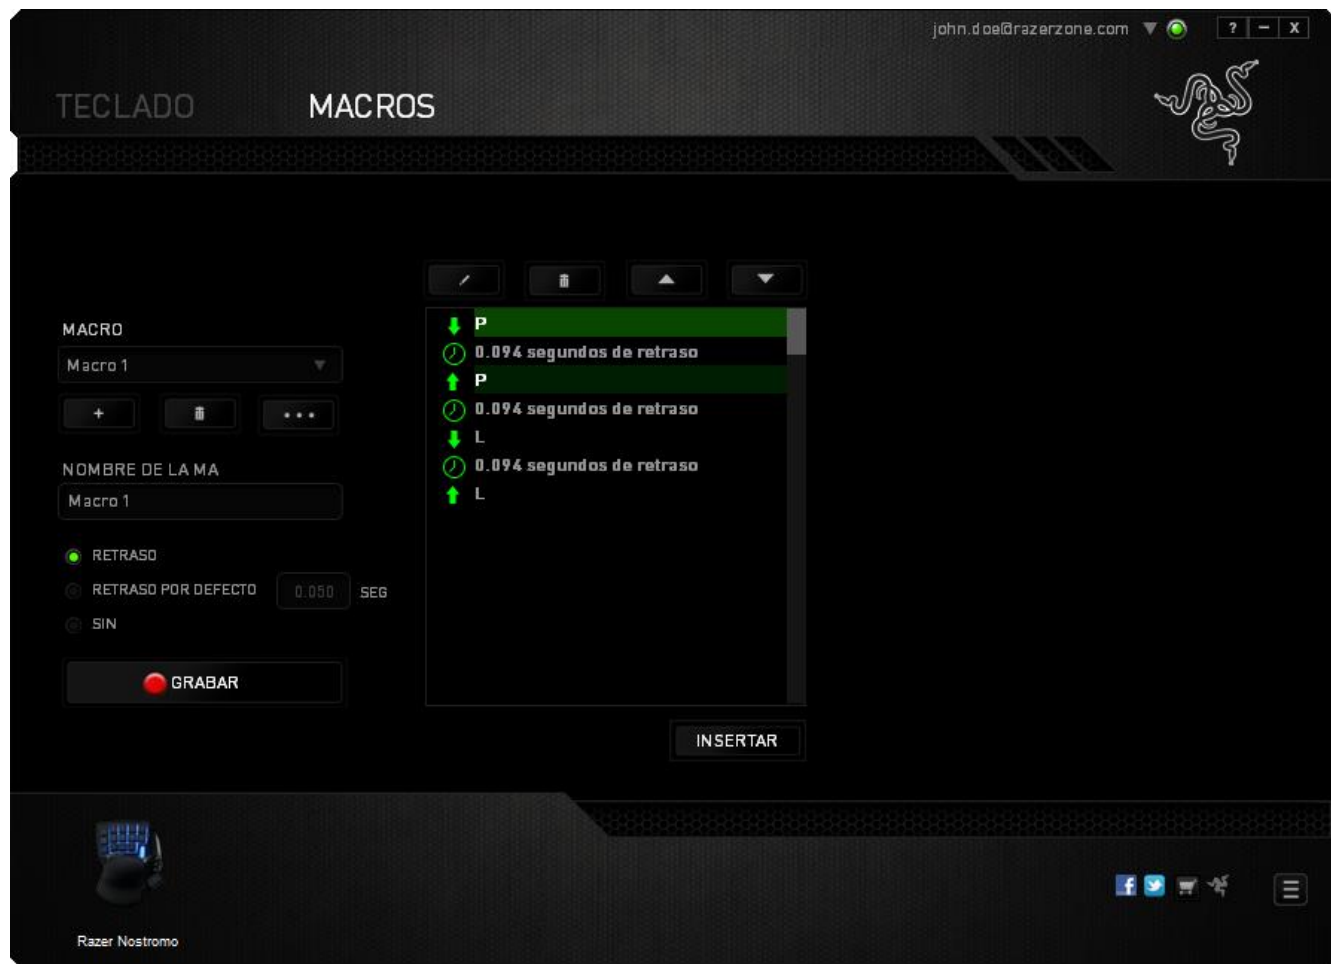 john.doe@razerzone.com
? – X
TECLADO MACROS
MACRO
Macro 1
+
...
NOMBRE DE LA MA
Macro 1
RETRASO
RETRASO POR DEFECTO 0.050 SEG
SIN
GRABAR
P
0.094 segundos de retraso
P
0.094 segundos de retraso
L
0.094 segundos de retraso
L
INSERTAR
Razer Nostromo